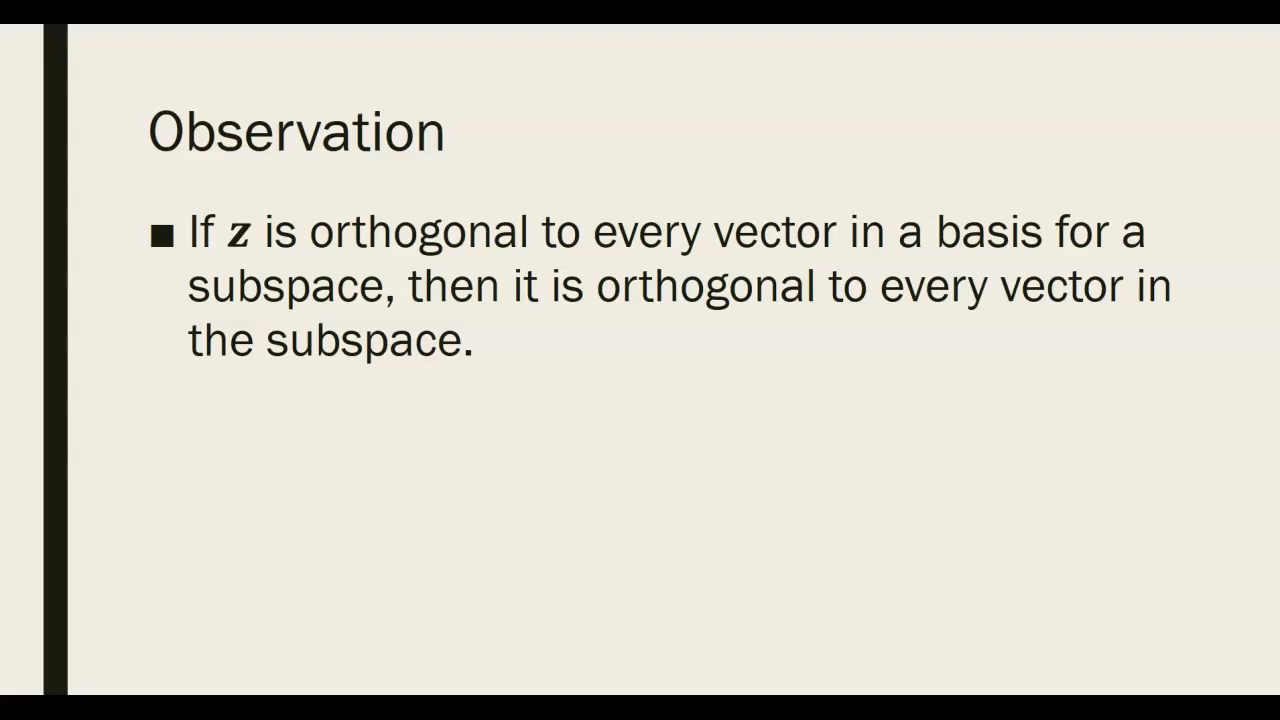 Observation
■ If z is orthogonal to every vector in a basis for a
subspace, then it is orthogonal to every vector in
the subspace.